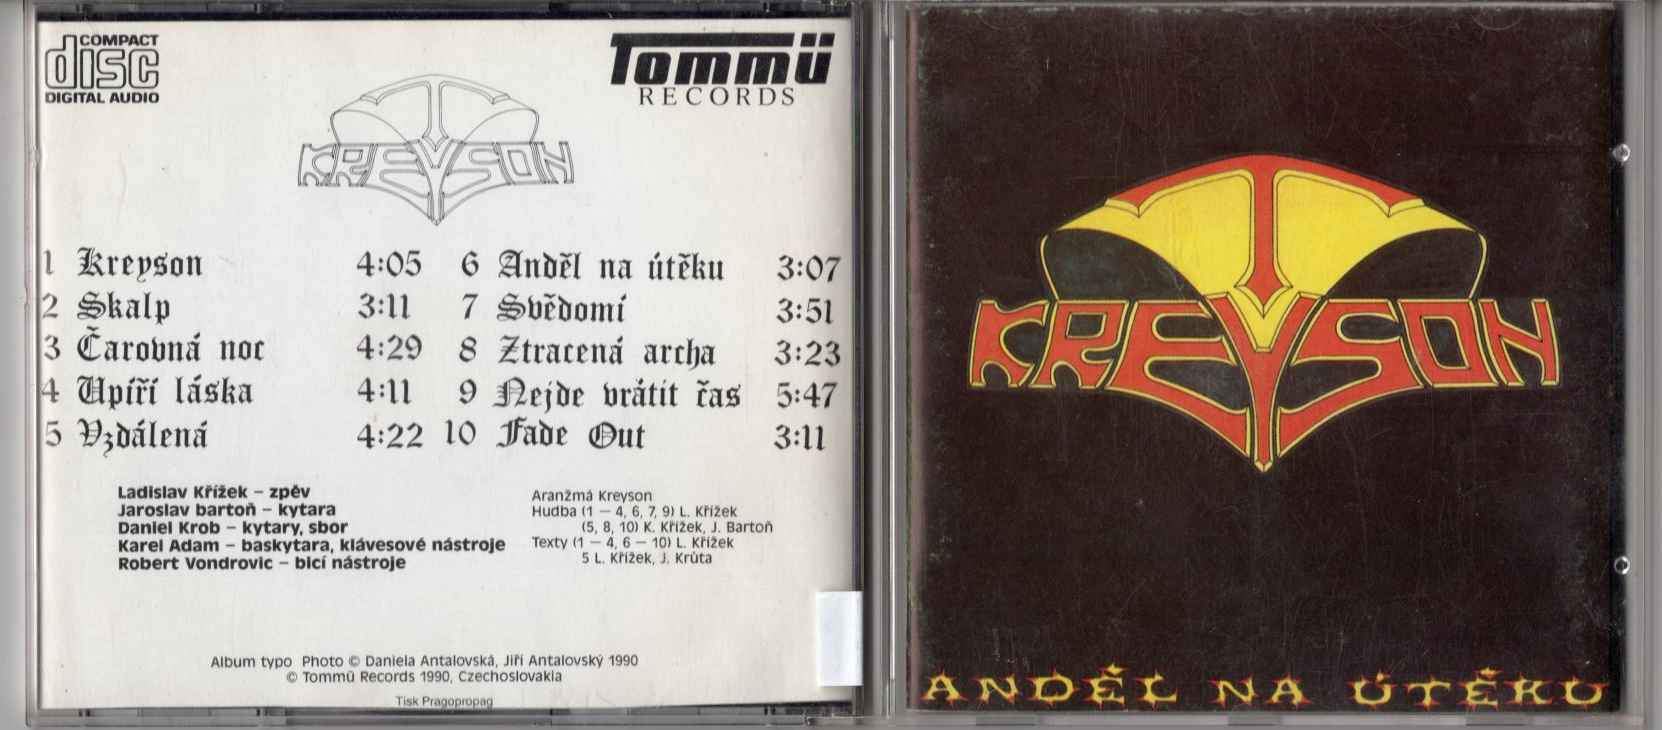 COMPACT
disc
DIGITAL AUDIO
Tommü
RECORDS
KREYSON
1 Kreyson 4:05
2 Skalp 3:11
3 Čarovná noc 4:29
4 Upíří láska 4:11
5 Vzdálená 4:22
6 Anděl na útěku 3:07
7 Svědomí 3:51
8 Ztracená archa 3:23
9 Nejde vrátit čas 5:47
10 Fade Out 3:11
Ladislav Křížek – zpěv
Jaroslav bartoň – kytara
Daniel Krob – kytary, sbor
Karel Adam – baskytara, klávesové nástroje
Robert Vondrovic – bicí nástroje
Aranžmá Kreyson
Hudba (1 – 4, 6, 7, 9) L. Křížek
(5, 8, 10) K. Křížek, J. Bartoň
Texty (1 – 4, 6 – 10) L. Křížek
5 L. Křížek, J. Krůta
Album typo Photo © Daniela Antalovská, Jiří Antalovský 1990
© Tommü Records 1990, Czechoslovakia
Tisk Pragopropag
KREYSON
ANDĚL NA ÚTĚKU